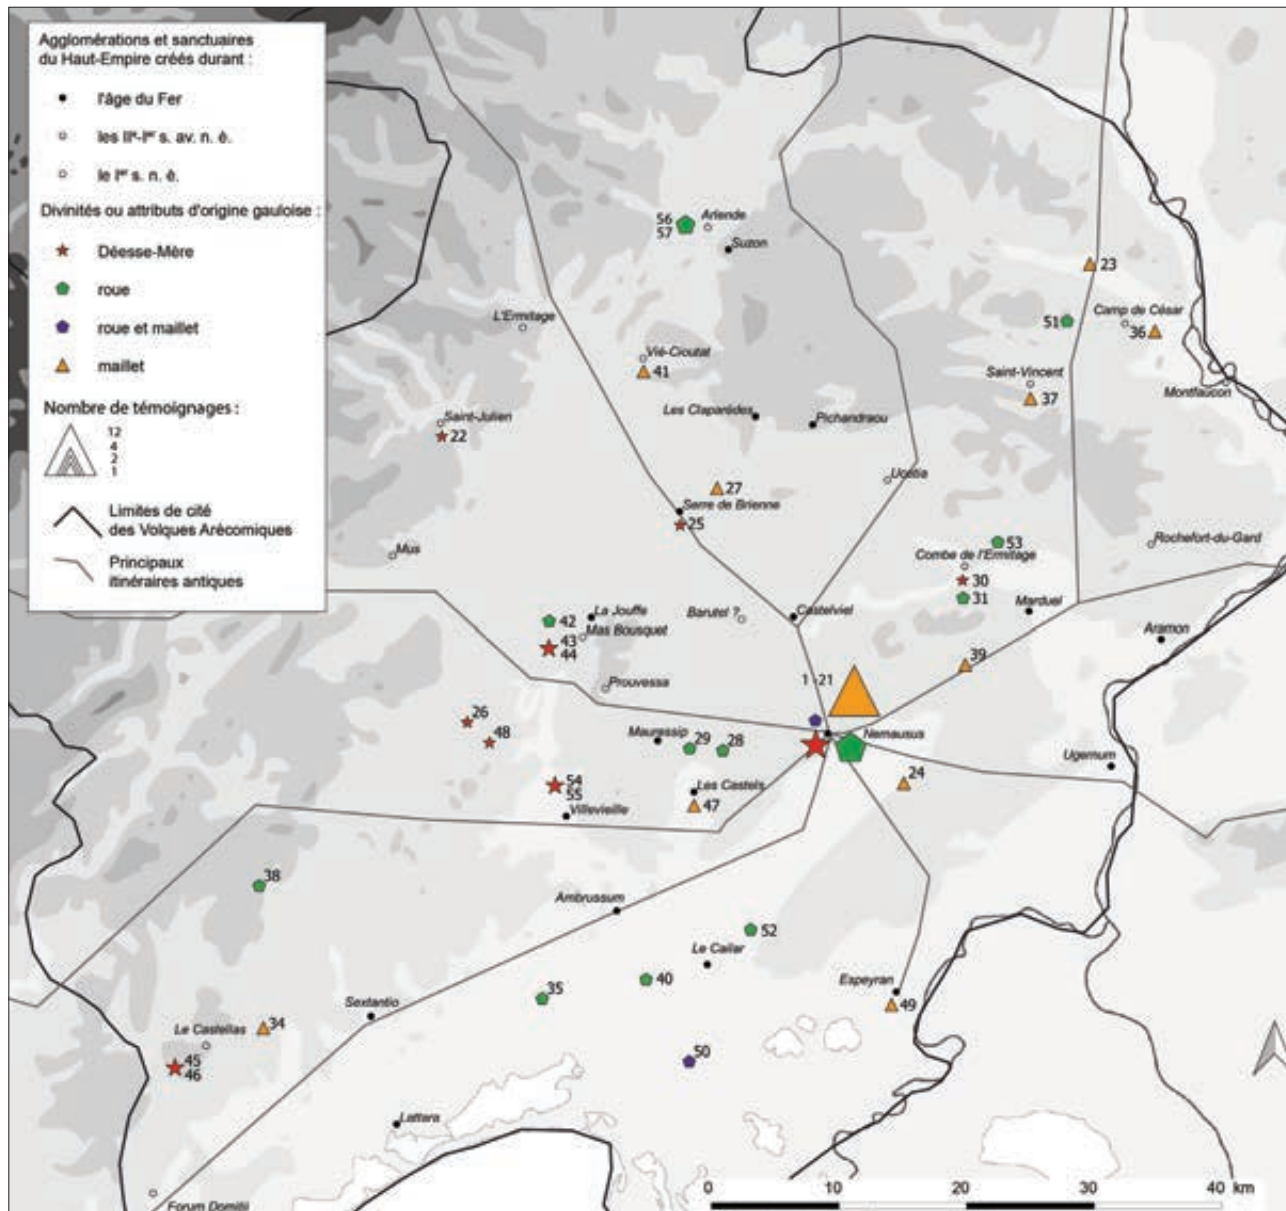 Agglomérations et sanctuaires
du Haut-Empire créés durant :
l'âge du Fer
les IIᵉ-Iᵉʳ s. av. n. è.
le Iᵉʳ s. n. è.
Divinités ou attributs d'origine gauloise :
Déesse-Mère
roue
roue et maillet
maillet
Nombre de témoignages :
12
4
2
1
Limites de cité
des Volques Arécomiques
Principaux
itinéraires antiques
56
57
Arlende
Suzon
23
L'Ermitage
51
Camp de César
36
Vié-Cioutat
41
Saint-Vincent
37
Montfaucon
Saint-Julien
22
Les Claparèdes
Pichandraou
Ucetia
27
Serre de Brienne
25
Mus
53
Combe de l'Ermitage
30
31
Rochefort-du-Gard
Marduel
La Jouffe
42
Mas Bousquet
43
44
Barutel ?
Castelviel
Aramon
39
1 -21
Prouvessa
26
48
Mauressip
29
28
Nemausus
Ugernum
24
54
55
Villevieille
Les Castels
47
38
Ambrussum
52
Le Cailar
40
35
Espeyran
49
Sextantio
Le Castellas
34
45
46
50
Lattara
Forum Domitii
0
10
20
30
40
km